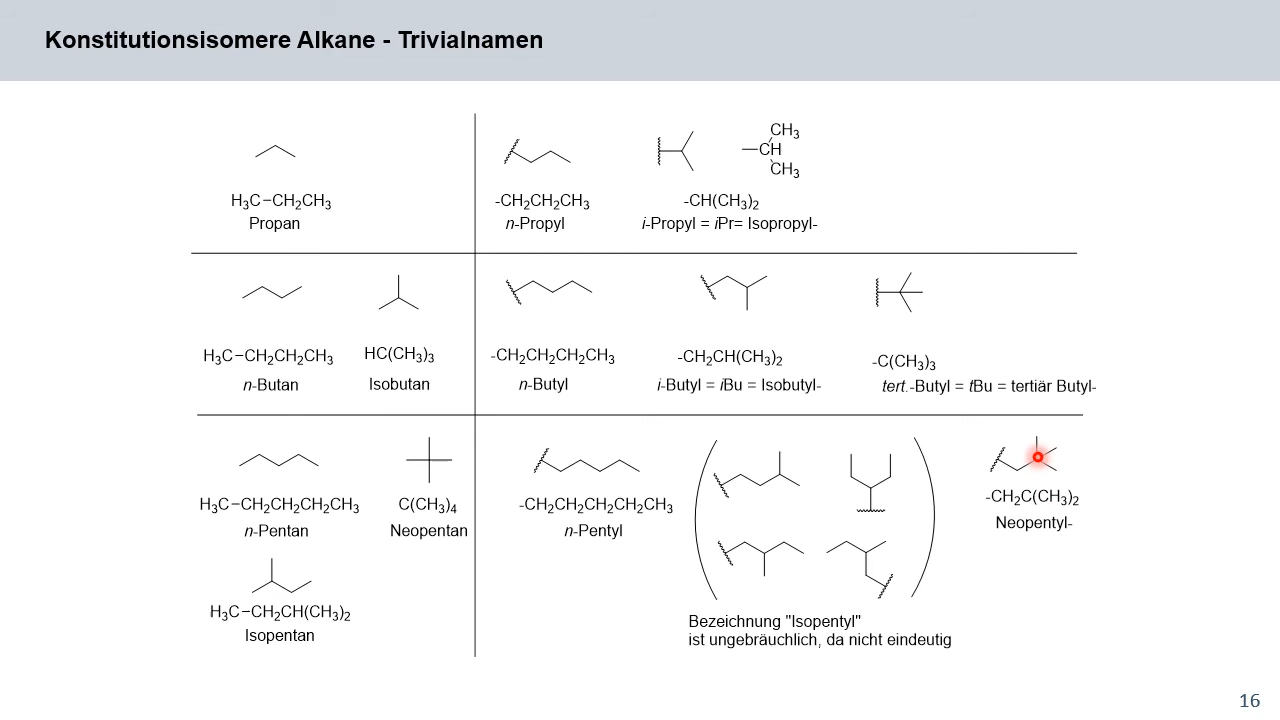 Konstitutionsisomere Alkane - Trivialnamen
CH₃
CH
CH₃
H₃C–CH₂CH₃
Propan
-CH₂CH₂CH₃
n-Propyl
-CH(CH₃)₂
i-Propyl = iPr= Isopropyl-
H₃C–CH₂CH₂CH₃
n-Butan
HC(CH₃)₃
Isobutan
-CH₂CH₂CH₂CH₃
n-Butyl
-CH₂CH(CH₃)₂
i-Butyl = iBu = Isobutyl-
-C(CH₃)₃
tert.-Butyl = tBu = tertiär Butyl-
H₃C–CH₂CH₂CH₂CH₃
n-Pentan
C(CH₃)₄
Neopentan
H₃C–CH₂CH(CH₃)₂
Isopentan
-CH₂CH₂CH₂CH₂CH₃
n-Pentyl
Bezeichnung "Isopentyl"
ist ungebräuchlich, da nicht eindeutig
-CH₂C(CH₃)₂
Neopentyl-
16